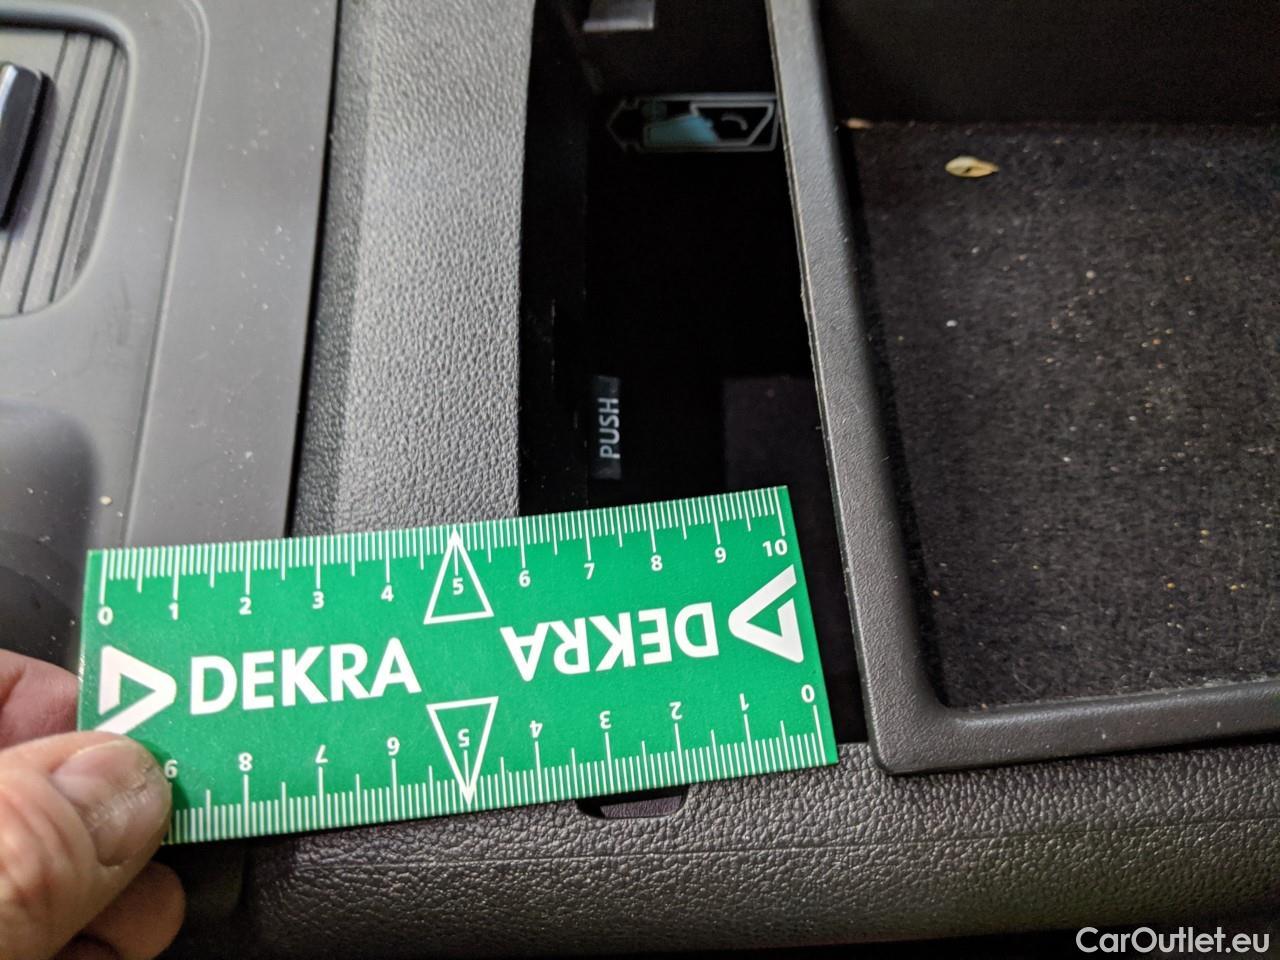 PUSH
0 1 2 3 4 5 6 7 8 9 10
DEKRA
DEKRA
9 8 7 6 5 4 3 2 1 0
CarOutlet.eu